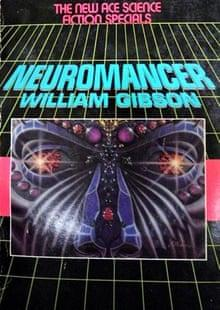 THE NEW ACE SCIENCE
FICTION SPECIALS
NEUROMANCER
WILLIAM GIBSON